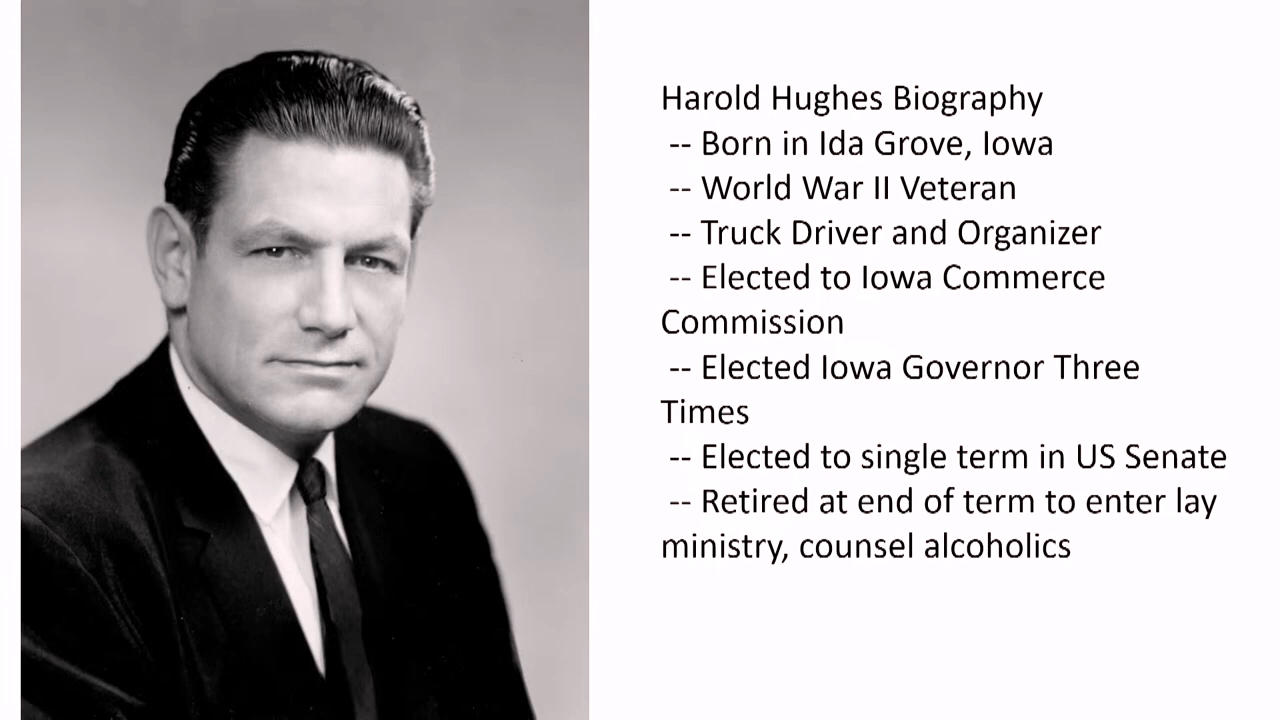 Harold Hughes Biography
-- Born in Ida Grove, Iowa
-- World War II Veteran
-- Truck Driver and Organizer
-- Elected to Iowa Commerce
Commission
-- Elected Iowa Governor Three
Times
-- Elected to single term in US Senate
-- Retired at end of term to enter lay
ministry, counsel alcoholics